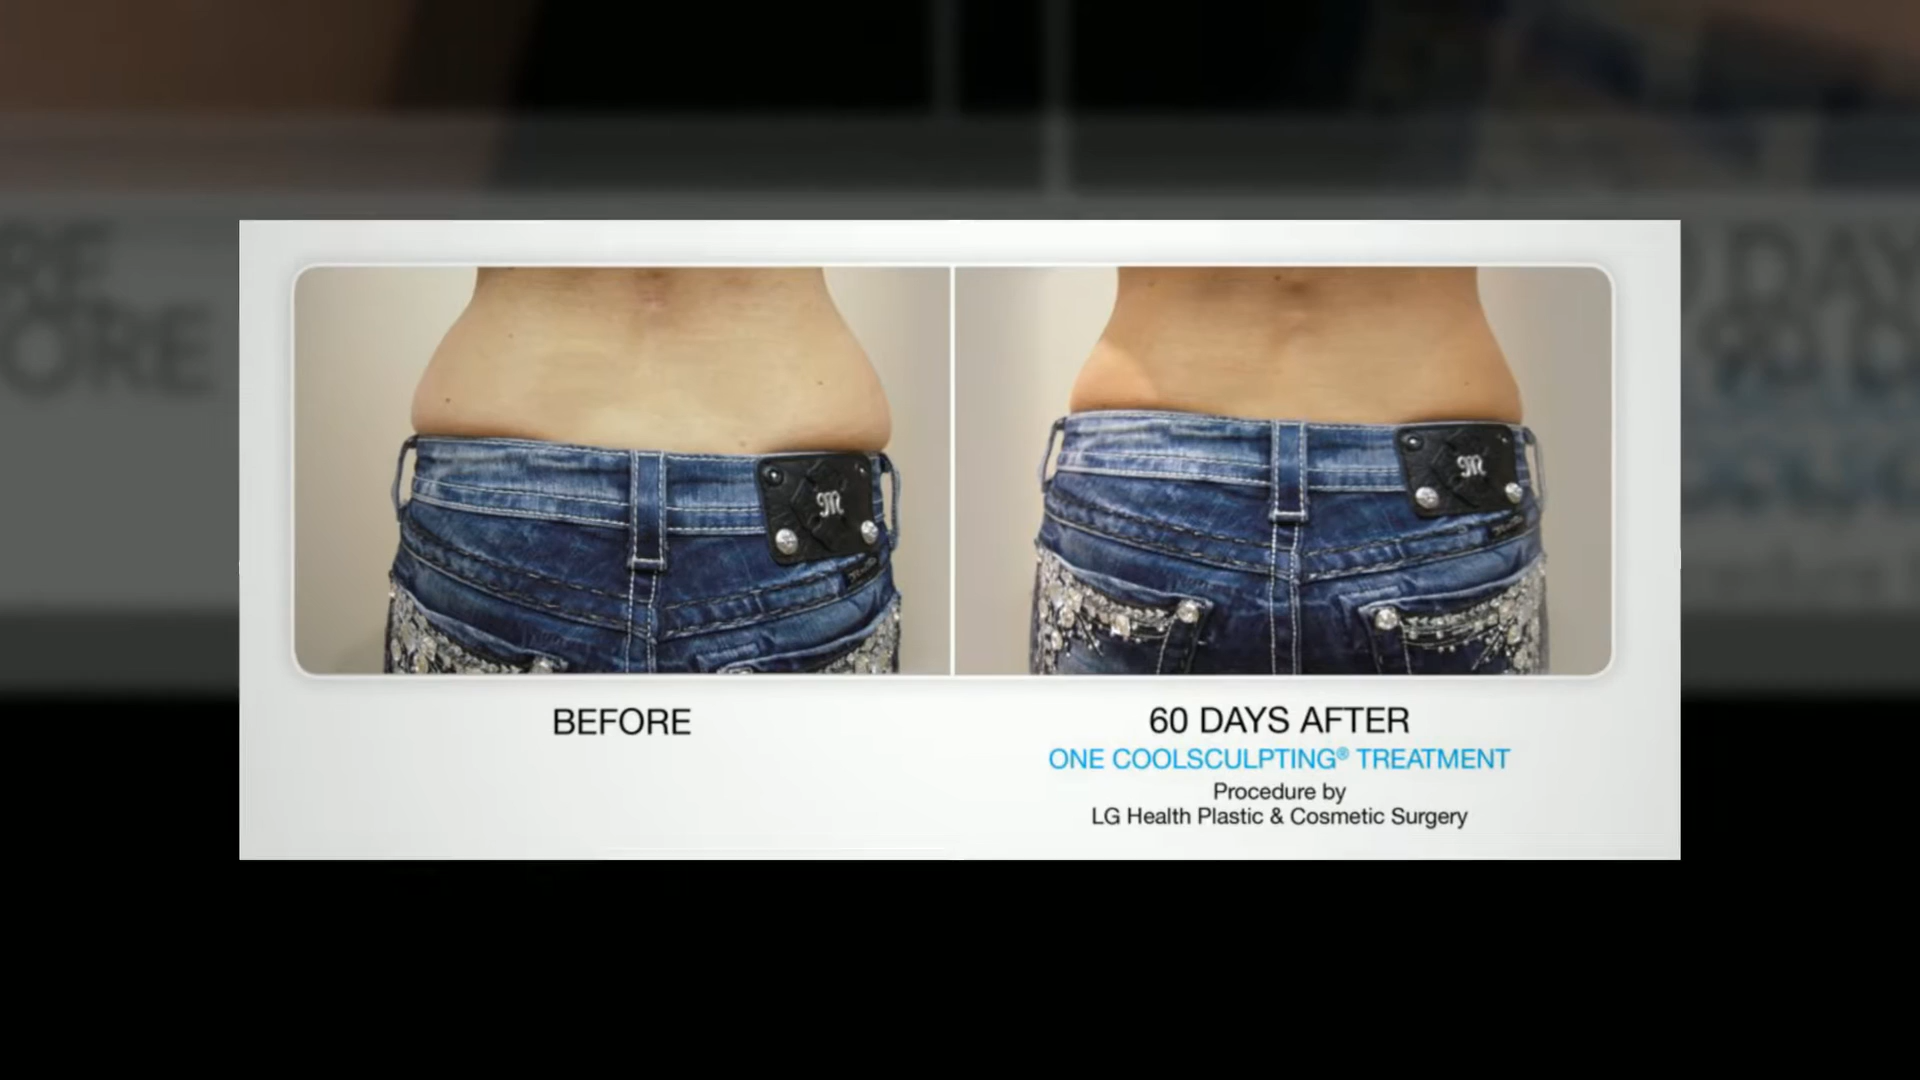 BEFORE
60 DAYS AFTER
ONE COOLSCULPTING® TREATMENT
Procedure by
LG Health Plastic & Cosmetic Surgery